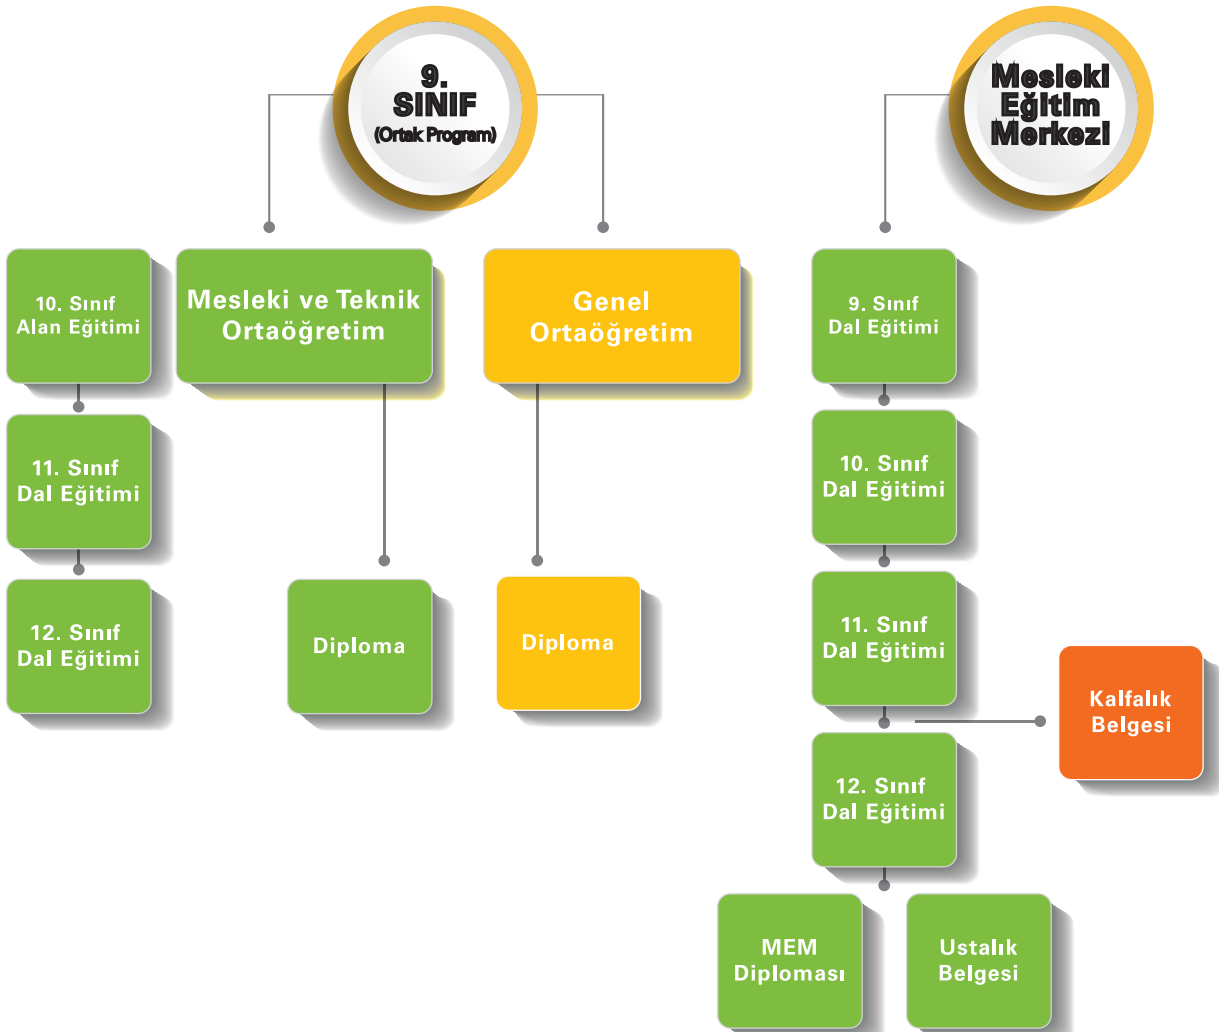 9.
SINIF
(Ortak Program)
Mesleki
Eğitim
Merkezi
10. Sınıf
Alan Eğitimi
Mesleki ve Teknik
Ortaöğretim
Genel
Ortaöğretim
9. Sınıf
Dal Eğitimi
11. Sınıf
Dal Eğitimi
10. Sınıf
Dal Eğitimi
12. Sınıf
Dal Eğitimi
Diploma
Diploma
11. Sınıf
Dal Eğitimi
Kalfalık
Belgesi
12. Sınıf
Dal Eğitimi
MEM
Diploması
Ustalık
Belgesi